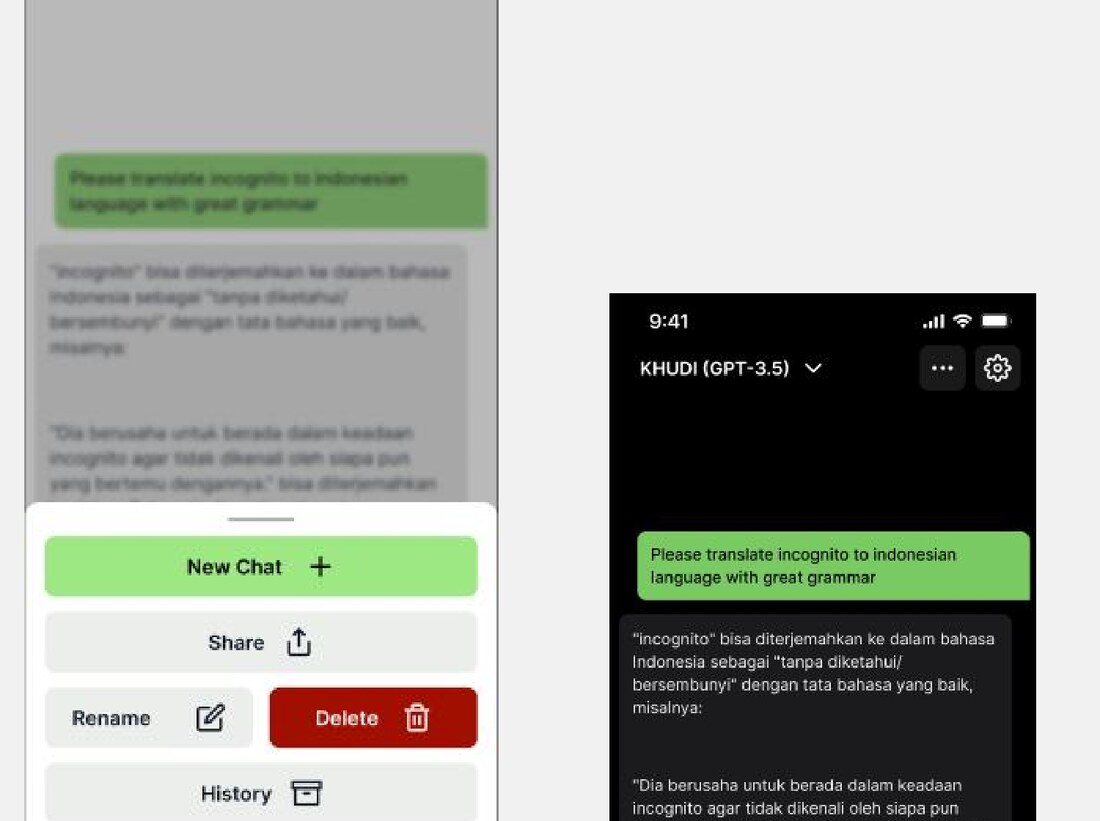 Please translate incognito to indonesian
language with great grammar
"incognito" bisa diterjemahkan ke dalam bahasa
Indonesia sebagai "tanpa diketahui/
bersembunyi" dengan tata bahasa yang baik,
misalnya:
"Dia berusaha untuk berada dalam keadaan
incognito agar tidak dikenali oleh siapa pun
yang bertemu dengannya." bisa diterjemahkan
New Chat
Share
Rename
Delete
History
9:41
KHUDI (GPT-3.5)
Please translate incognito to indonesian
language with great grammar
"incognito" bisa diterjemahkan ke dalam bahasa
Indonesia sebagai "tanpa diketahui/
bersembunyi" dengan tata bahasa yang baik,
misalnya:
"Dia berusaha untuk berada dalam keadaan
incognito agar tidak dikenali oleh siapa pun